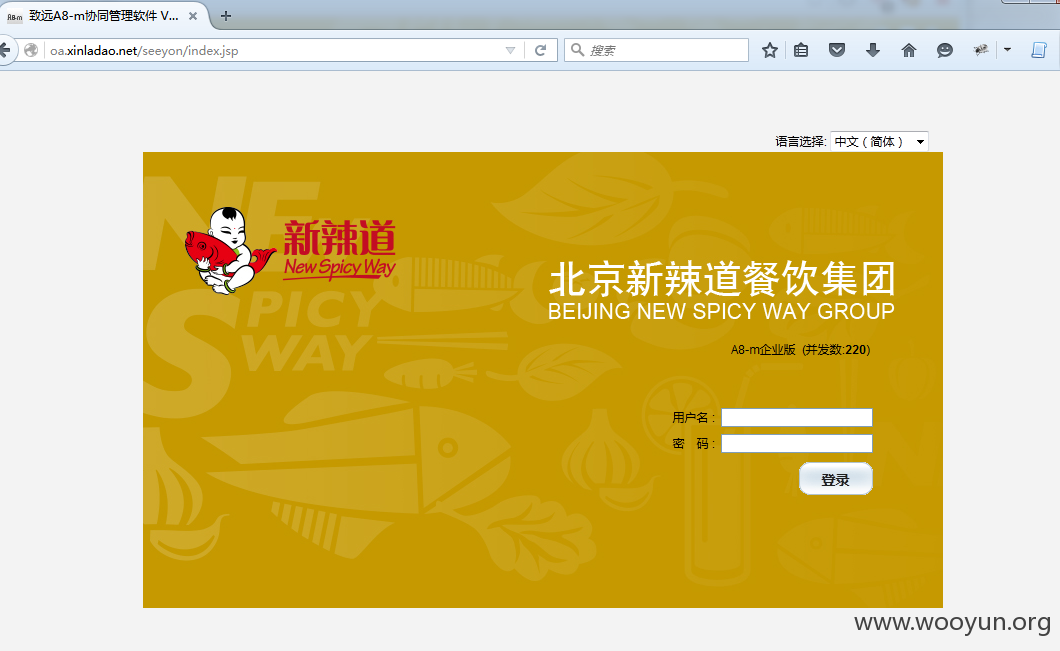 致远A8-m协同管理软件 V...
oa.xinladao.net/seeyon/index.jsp
搜索
语言选择: 中文 ( 简体 )
NE
SPICY
WAY
新辣道
New Spicy Way
北京新辣道餐饮集团
BEIJING NEW SPICY WAY GROUP
A8-m企业版 (并发数:220)
用户名 :
密 码 :
登录
www.wooyun.org